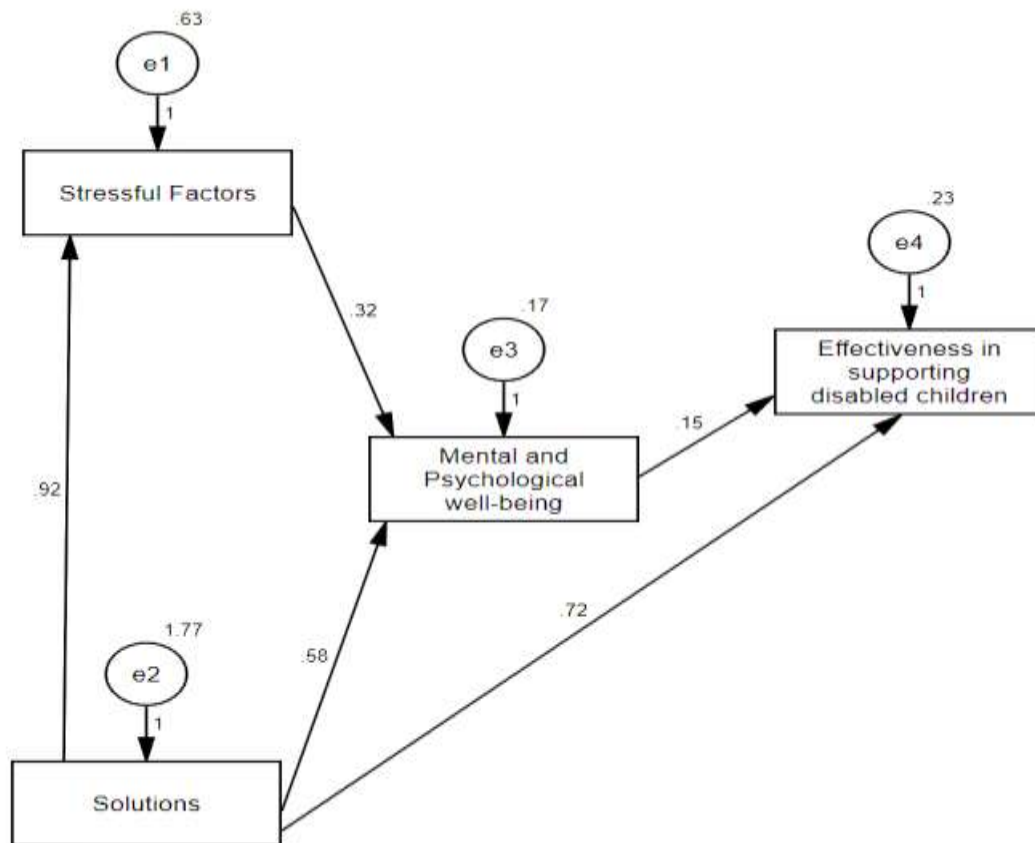 .63
e1
1
Stressful Factors
.23
e4
1
Effectiveness in
supporting
disabled children
.32
.17
e3
1
.15
Mental and
Psychological
well-being
.92
.72
.58
1.77
e2
1
Solutions